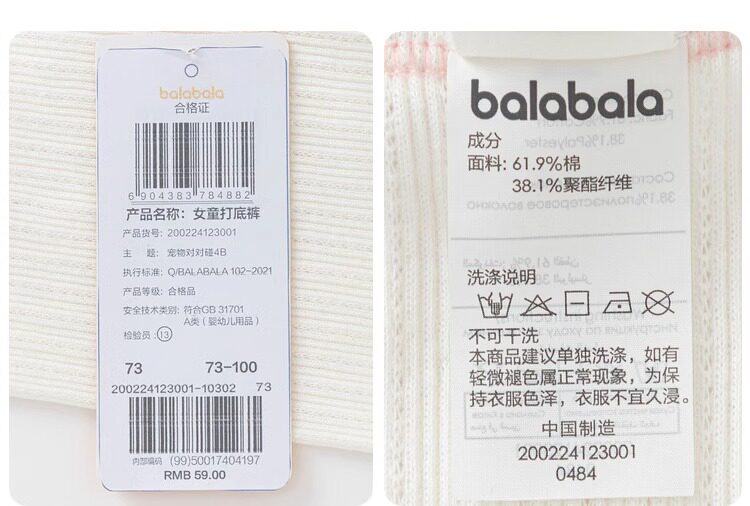 balabala
合格证
6 904383 784882
产品名称：女童打底裤
产品货号：200224123001
主　题：宠物对对碰4B
执行标准：Q/BALABALA 102-2021
产品等级：合格品
安全技术类别：符合GB 31701
A类（婴幼儿用品）
检验员：13
73 73-100
200224123001-10302 73
内部编码 (99)50017404197
RMB 59.00
balabala
成分
面料：61.9%棉
38.1%聚酯纤维
洗涤说明
不可干洗
本商品建议单独洗涤，如有
轻微褪色属正常现象，为保
持衣服色泽，衣服不宜久浸。
中国制造
200224123001
0484